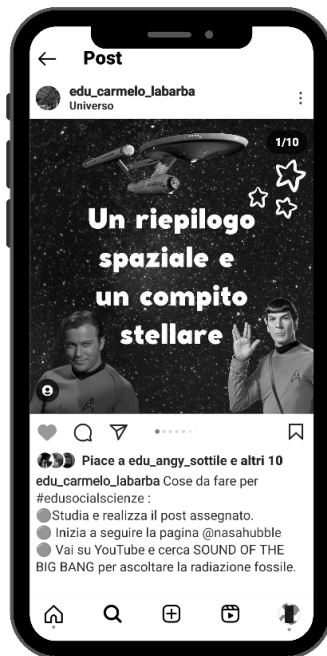 Post
edu_carmelo_labarba
Universo
1/10
Un riepilogo
spaziale e
un compito
stellare
Piace a edu_angy_sottile e altri 10
edu_carmelo_labarba Cose da fare per
#edusocialscienze :
Studia e realizza il post assegnato.
Inizia a seguire la pagina @nasahubble
Vai su YouTube e cerca SOUND OF THE
BIG BANG per ascoltare la radiazione fossile.